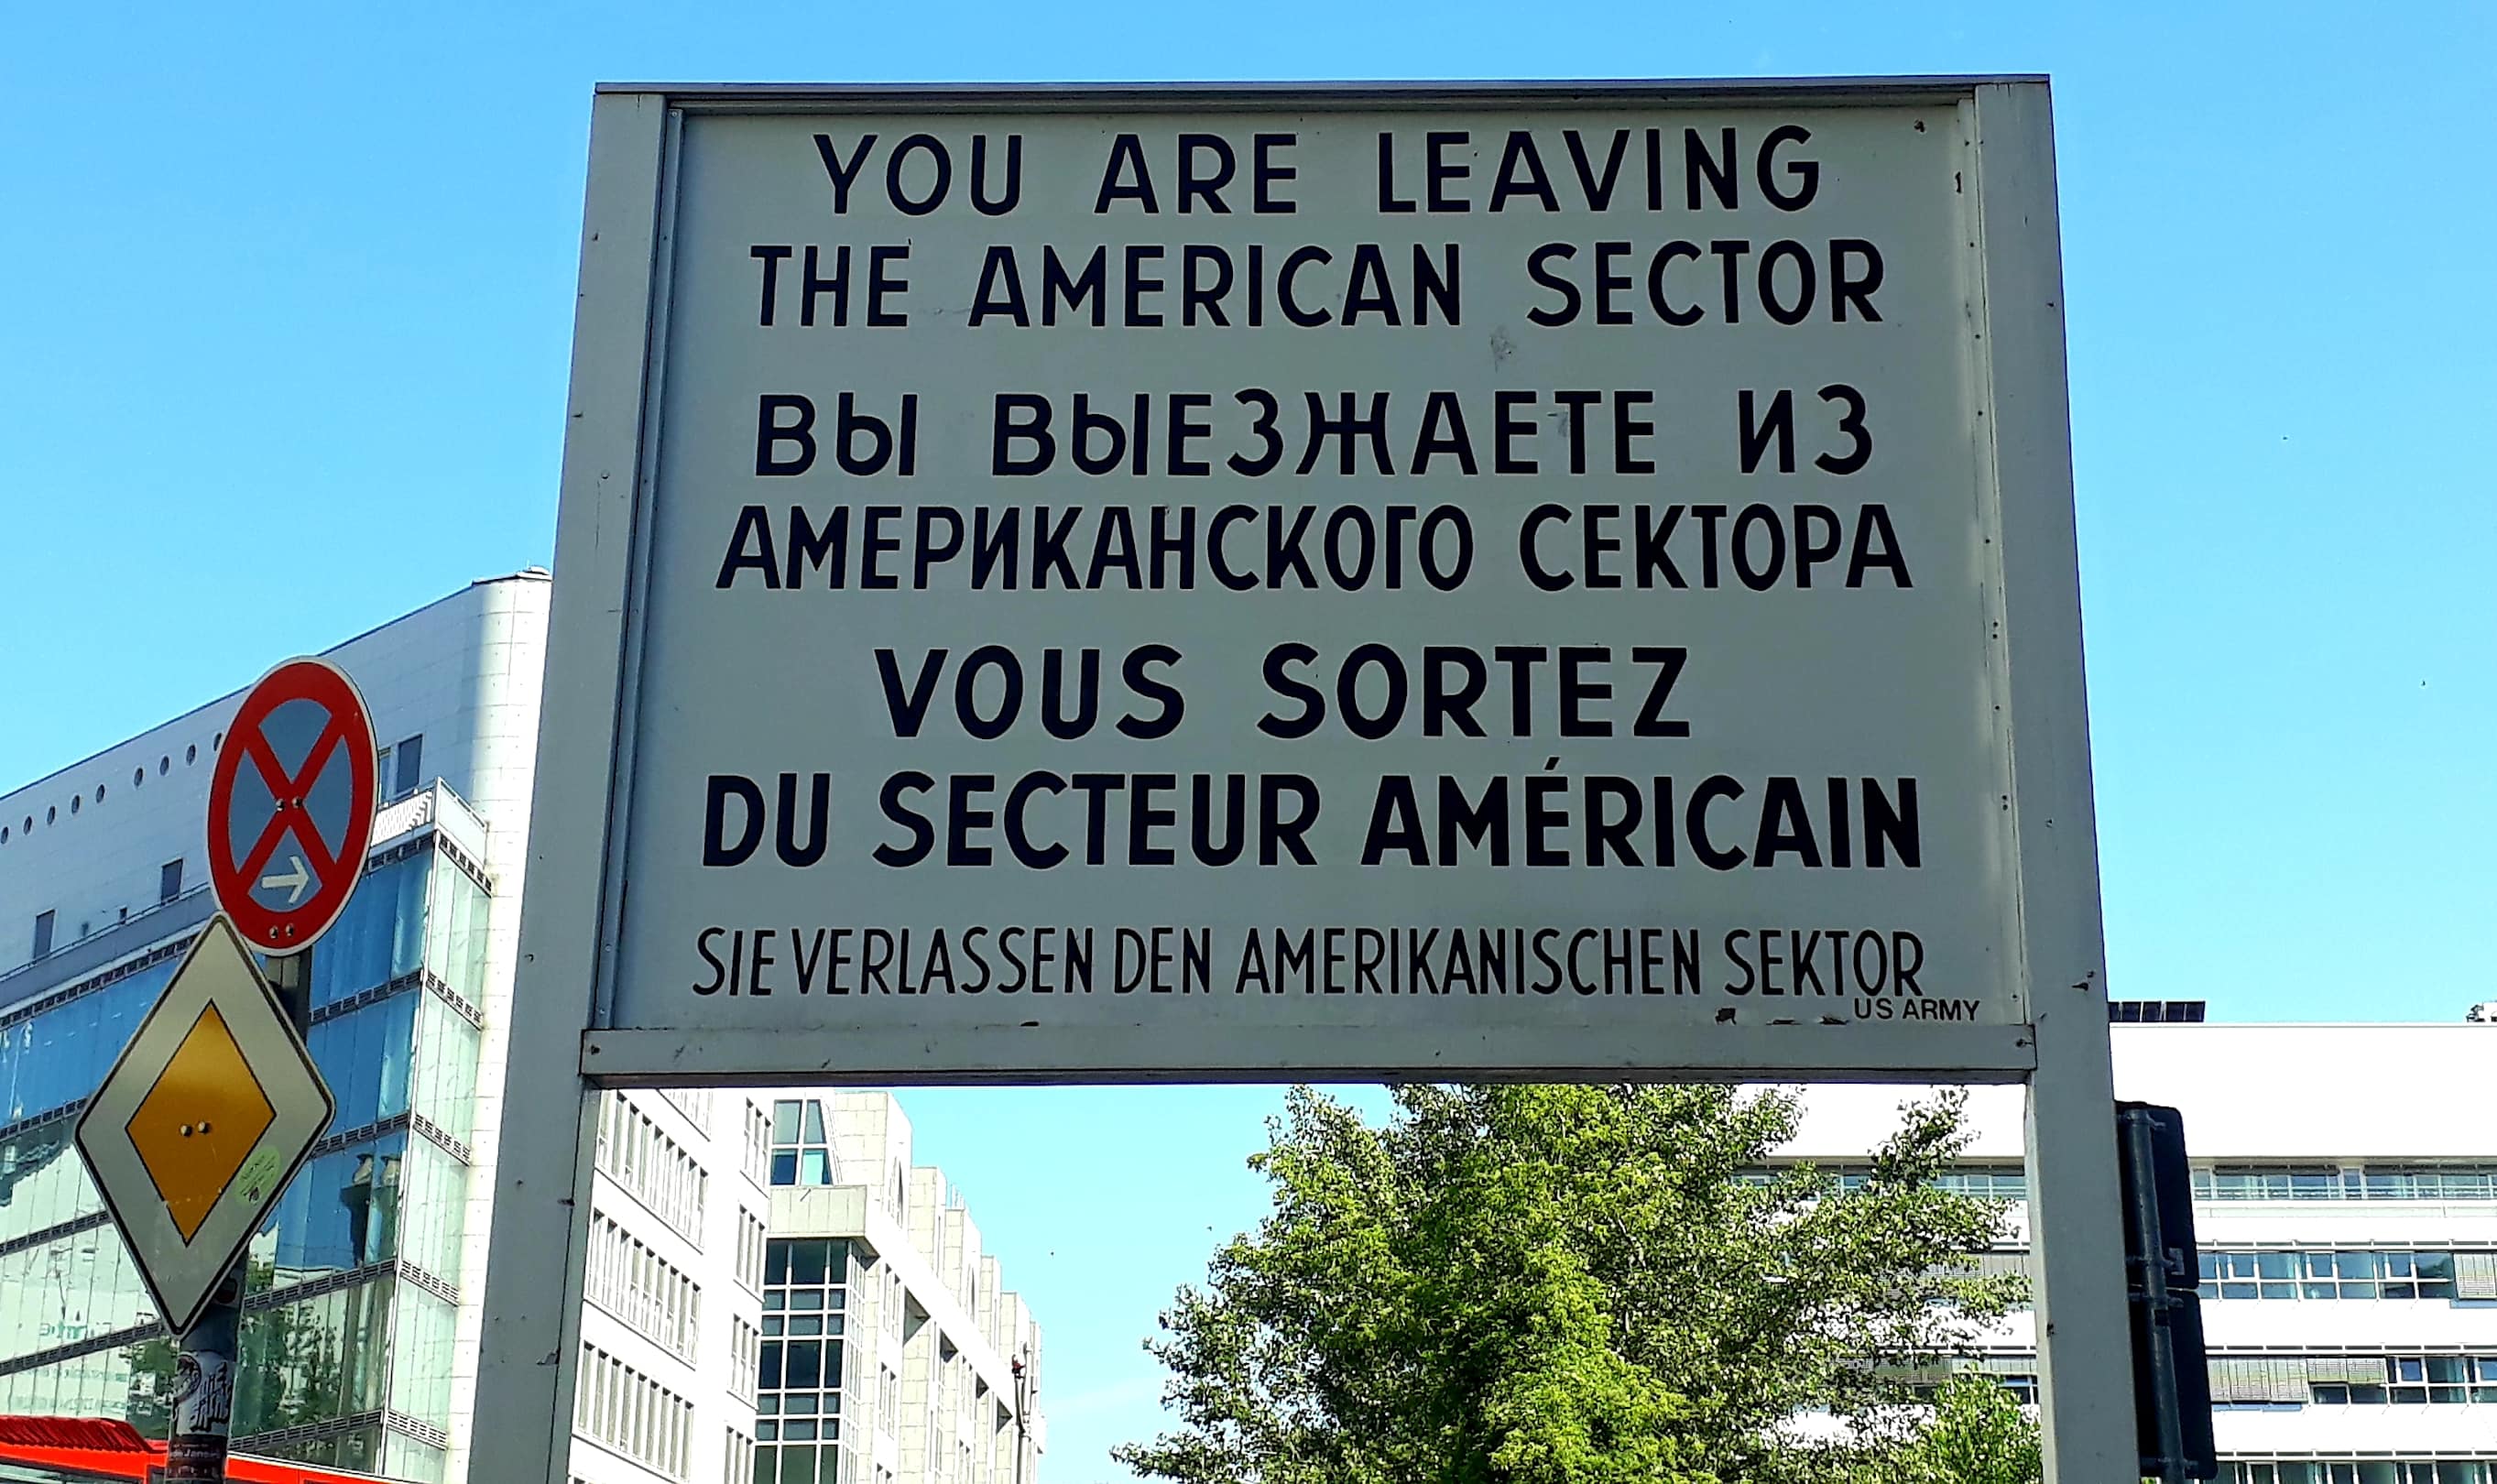 YOU ARE LEAVING
THE AMERICAN SECTOR
ВЫ ВЫЕЗЖАЕТЕ ИЗ
АМЕРИКАНСКОГО СЕКТОРА
VOUS SORTEZ
DU SECTEUR AMÉRICAIN
SIE VERLASSEN DEN AMERIKANISCHEN SEKTOR
US ARMY